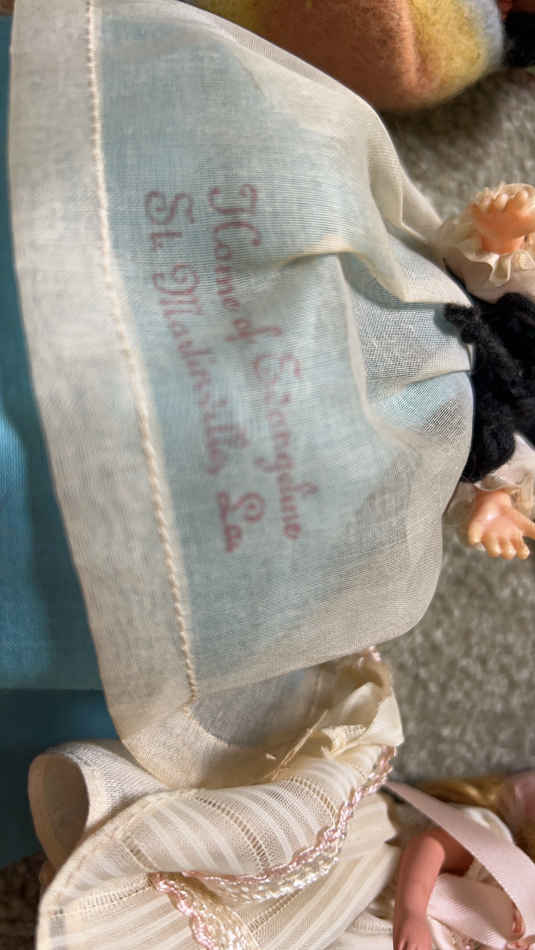 Home of Evangeline
St. Martinville, La.